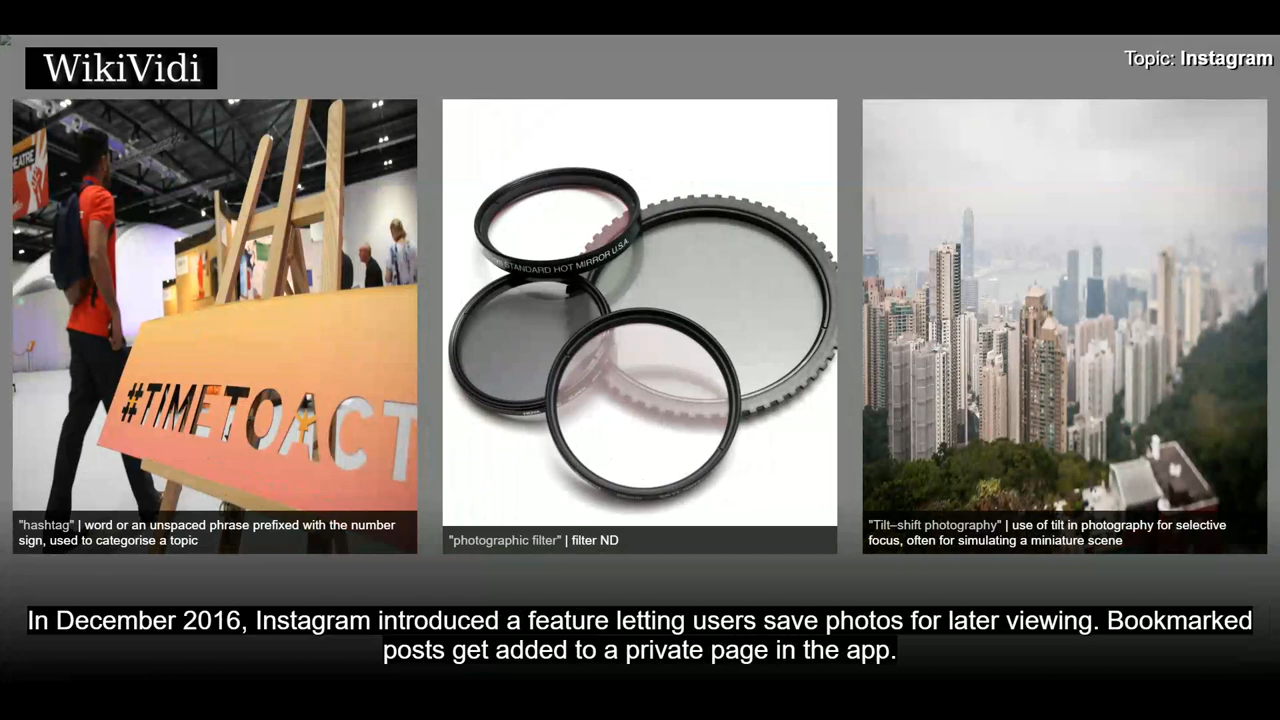 WikiVidi
Topic: Instagram
#TIMETOACT
STANDARD HOT MIRROR U.S.A.
"hashtag" | word or an unspaced phrase prefixed with the number
sign, used to categorise a topic
"photographic filter" | filter ND
"Tilt–shift photography" | use of tilt in photography for selective
focus, often for simulating a miniature scene
In December 2016, Instagram introduced a feature letting users save photos for later viewing. Bookmarked
posts get added to a private page in the app.